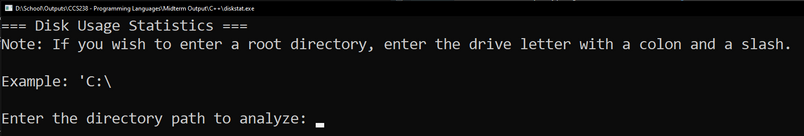 D:\School\Outputs\CCS238 - Programming Languages\Midterm Output\C++\diskstat.exe
=== Disk Usage Statistics ===
Note: If you wish to enter a root directory, enter the drive letter with a colon and a slash.
Example: 'C:\
Enter the directory path to analyze: